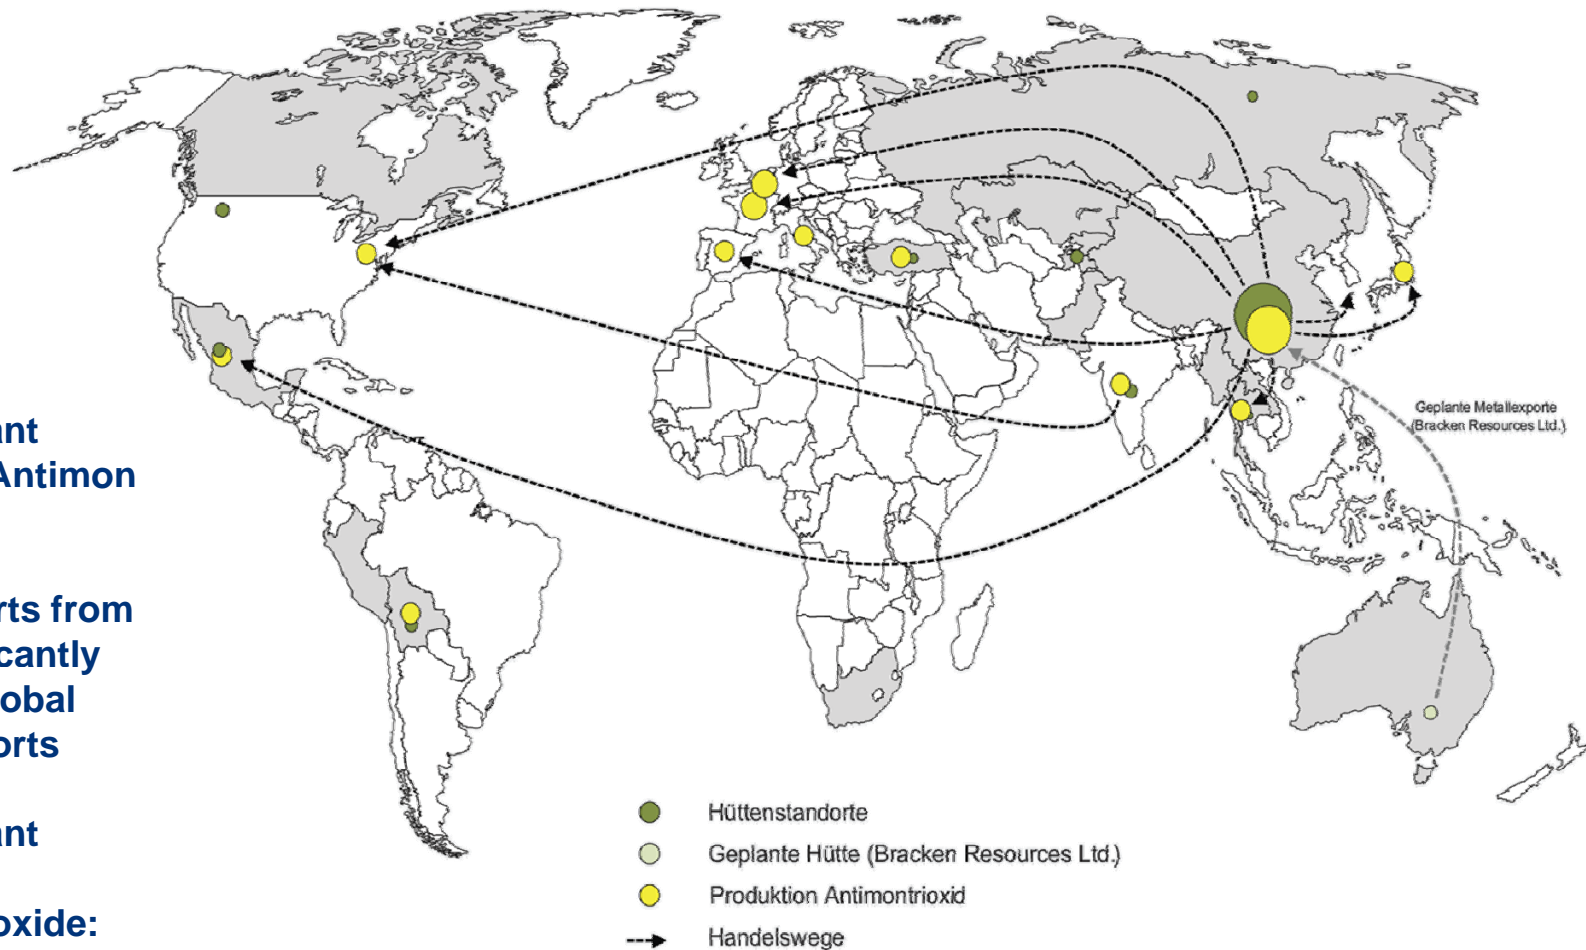 ant
Antimon
rts from
cantly
obal
orts
ant
oxide:
Geplante Metallexporte
(Bracken Resources Ltd.)
Hüttenstandorte
Geplante Hütte (Bracken Resources Ltd.)
Produktion Antimontrioxid
Handelswege